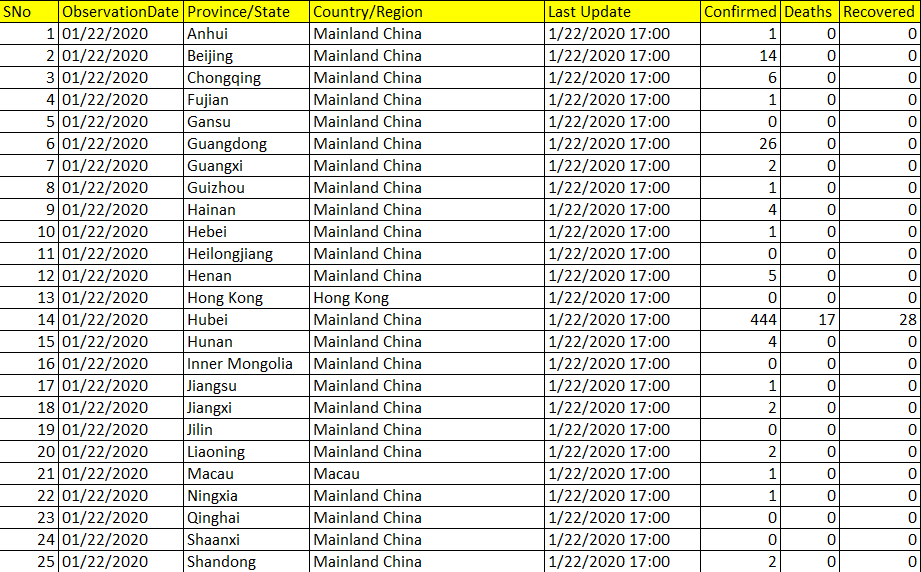 SNo ObservationDate Province/State Country/Region Last Update Confirmed Deaths Recovered
1 01/22/2020 Anhui Mainland China 1/22/2020 17:00 1 0 0
2 01/22/2020 Beijing Mainland China 1/22/2020 17:00 14 0 0
3 01/22/2020 Chongqing Mainland China 1/22/2020 17:00 6 0 0
4 01/22/2020 Fujian Mainland China 1/22/2020 17:00 1 0 0
5 01/22/2020 Gansu Mainland China 1/22/2020 17:00 0 0 0
6 01/22/2020 Guangdong Mainland China 1/22/2020 17:00 26 0 0
7 01/22/2020 Guangxi Mainland China 1/22/2020 17:00 2 0 0
8 01/22/2020 Guizhou Mainland China 1/22/2020 17:00 1 0 0
9 01/22/2020 Hainan Mainland China 1/22/2020 17:00 4 0 0
10 01/22/2020 Hebei Mainland China 1/22/2020 17:00 1 0 0
11 01/22/2020 Heilongjiang Mainland China 1/22/2020 17:00 0 0 0
12 01/22/2020 Henan Mainland China 1/22/2020 17:00 5 0 0
13 01/22/2020 Hong Kong Hong Kong 1/22/2020 17:00 0 0 0
14 01/22/2020 Hubei Mainland China 1/22/2020 17:00 444 17 28
15 01/22/2020 Hunan Mainland China 1/22/2020 17:00 4 0 0
16 01/22/2020 Inner Mongolia Mainland China 1/22/2020 17:00 0 0 0
17 01/22/2020 Jiangsu Mainland China 1/22/2020 17:00 1 0 0
18 01/22/2020 Jiangxi Mainland China 1/22/2020 17:00 2 0 0
19 01/22/2020 Jilin Mainland China 1/22/2020 17:00 0 0 0
20 01/22/2020 Liaoning Mainland China 1/22/2020 17:00 2 0 0
21 01/22/2020 Macau Macau 1/22/2020 17:00 1 0 0
22 01/22/2020 Ningxia Mainland China 1/22/2020 17:00 1 0 0
23 01/22/2020 Qinghai Mainland China 1/22/2020 17:00 0 0 0
24 01/22/2020 Shaanxi Mainland China 1/22/2020 17:00 0 0 0
25 01/22/2020 Shandong Mainland China 1/22/2020 17:00 2 0 0